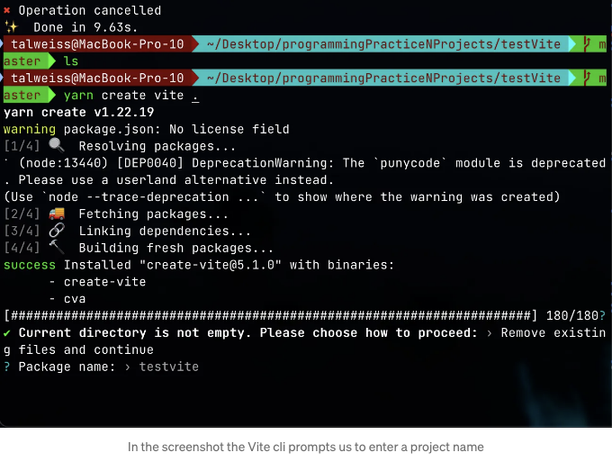 ✖ Operation cancelled
✨ Done in 9.63s.
talweiss@MacBook-Pro-10 ~/Desktop/programmingPracticeNProjects/testVite m
aster ls
talweiss@MacBook-Pro-10 ~/Desktop/programmingPracticeNProjects/testVite m
aster yarn create vite .
yarn create v1.22.19
warning package.json: No license field
[1/4] 🔍 Resolving packages...
⠁ (node:13440) [DEP0040] DeprecationWarning: The `punycode` module is deprecated
. Please use a userland alternative instead.
(Use `node --trace-deprecation ...` to show where the warning was created)
[2/4] 🚚 Fetching packages...
[3/4] 🔗 Linking dependencies...
[4/4] 🔨 Building fresh packages...
success Installed "create-vite@5.1.0" with binaries:
- create-vite
- cva
[######################################################################] 180/180?
✔ Current directory is not empty. Please choose how to proceed: › Remove existin
g files and continue
? Package name: › testvite
In the screenshot the Vite cli prompts us to enter a project name